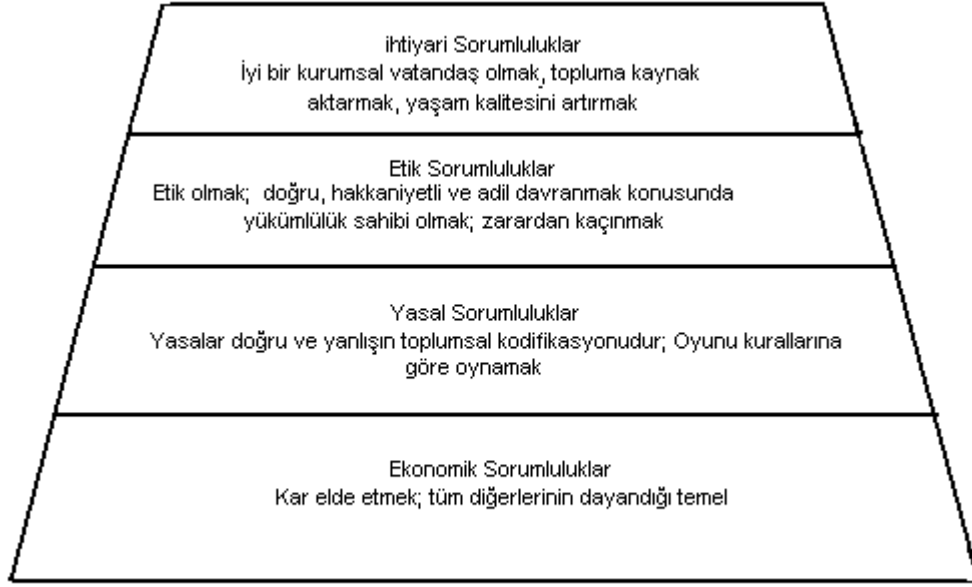 ihtiyari Sorumluluklar
İyi bir kurumsal vatandaş olmak, topluma kaynak
aktarmak, yaşam kalitesini artırmak
Etik Sorumluluklar
Etik olmak; doğru, hakkaniyetli ve adil davranmak konusunda
yükümlülük sahibi olmak; zarardan kaçınmak
Yasal Sorumluluklar
Yasalar doğru ve yanlışın toplumsal kodifikasyonudur; Oyunu kurallarına
göre oynamak
Ekonomik Sorumluluklar
Kar elde etmek; tüm diğerlerinin dayandığı temel